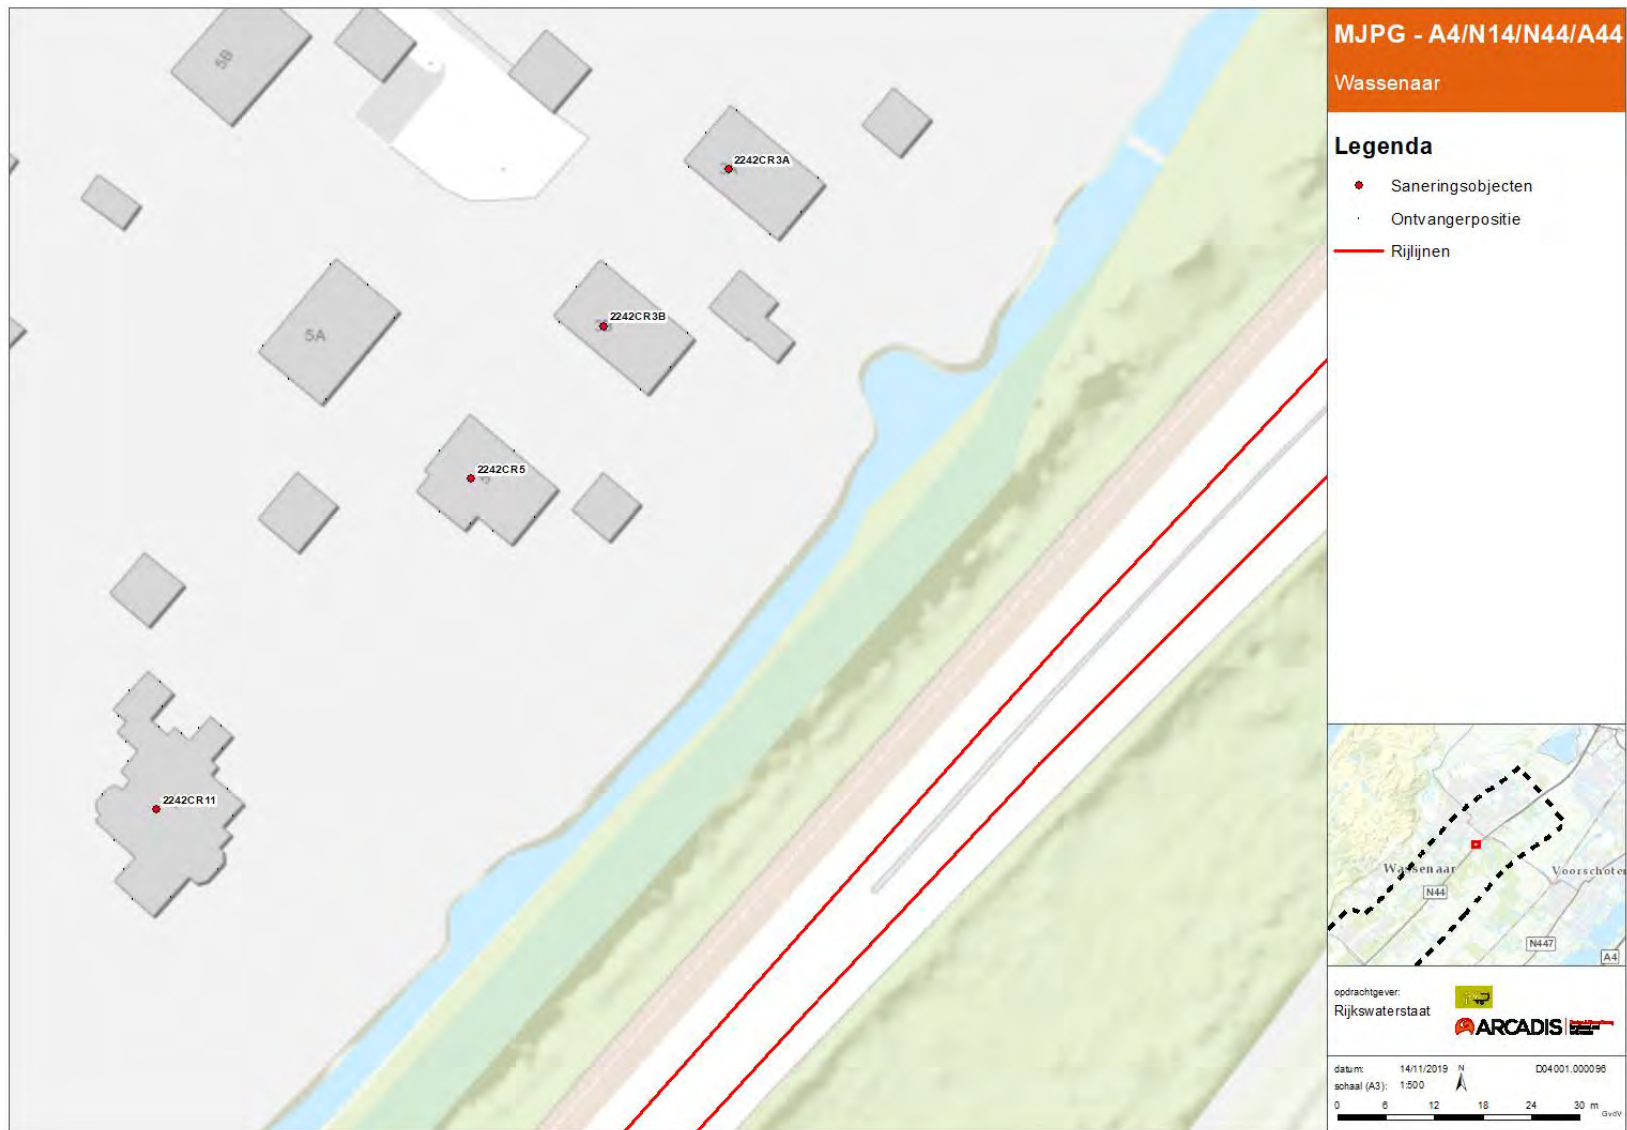 MJPG - A4/N14/N44/A44
Wassenaar
Legenda
Saneringsobjecten
Ontvangerpositie
Rijlijnen
5B
2242CR3A
2242CR3B
5A
2242CR5
2242CR11
Wassenaar
Voorschoten
N44
N447
A4
opdrachtgever:
Rijkswaterstaat
ARCADIS
datum: 14/11/2019 N D04001.000096
schaal (A3): 1:500
0 6 12 18 24 30 m
GvdV